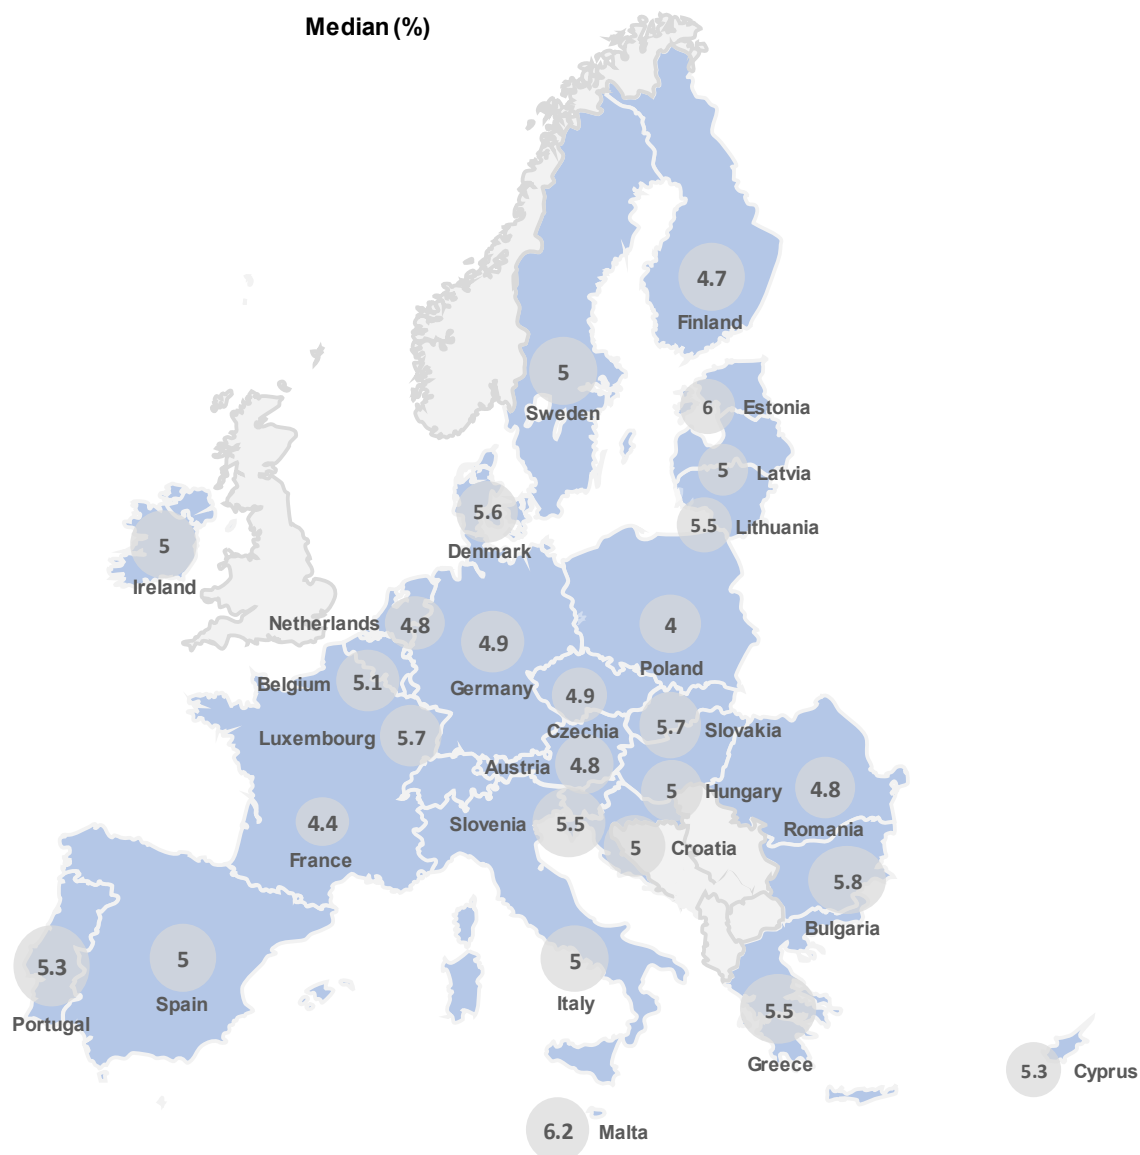 Median (%)
4.7
Finland
5
Sweden
6
Estonia
5
Latvia
5.5
Lithuania
5.6
Denmark
5
Ireland
Netherlands
4.8
4.9
Germany
4
Poland
Belgium
5.1
4.9
Czechia
Luxembourg
5.7
5.7
Slovakia
Austria
4.8
5
Hungary
4.8
Romania
Slovenia
5.5
4.4
France
5
Croatia
5.8
Bulgaria
5.3
Portugal
5
Spain
5
Italy
5.5
Greece
5.3
Cyprus
6.2
Malta